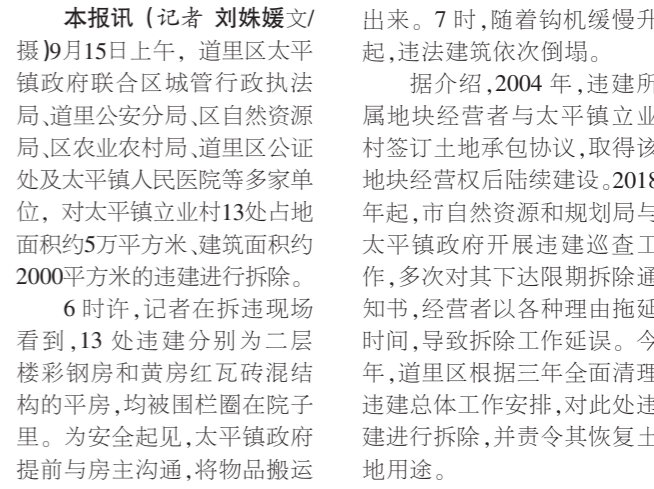 本报讯（记者 刘姝媛文/
摄）9月15日上午，道里区太平
镇政府联合区城管行政执法
局、道里公安分局、区自然资源
局、区农业农村局、道里区公证
处及太平镇人民医院等多家单
位，对太平镇立业村13处占地
面积约5万平方米、建筑面积约
2000平方米的违建进行拆除。
6 时许，记者在拆违现场
看到，13 处违建分别为二层
楼彩钢房和黄房红瓦砖混结
构的平房，均被围栏圈在院子
里。为安全起见，太平镇政府
提前与房主沟通，将物品搬运
出来。7 时，随着钩机缓慢升
起，违法建筑依次倒塌。
据介绍，2004 年，违建所
属地块经营者与太平镇立业
村签订土地承包协议，取得该
地块经营权后陆续建设。2018
年起，市自然资源和规划局与
太平镇政府开展违建巡查工
作，多次对其下达限期拆除通
知书，经营者以各种理由拖延
时间，导致拆除工作延误。今
年，道里区根据三年全面清理
违建总体工作安排，对此处违
建进行拆除，并责令其恢复土
地用途。